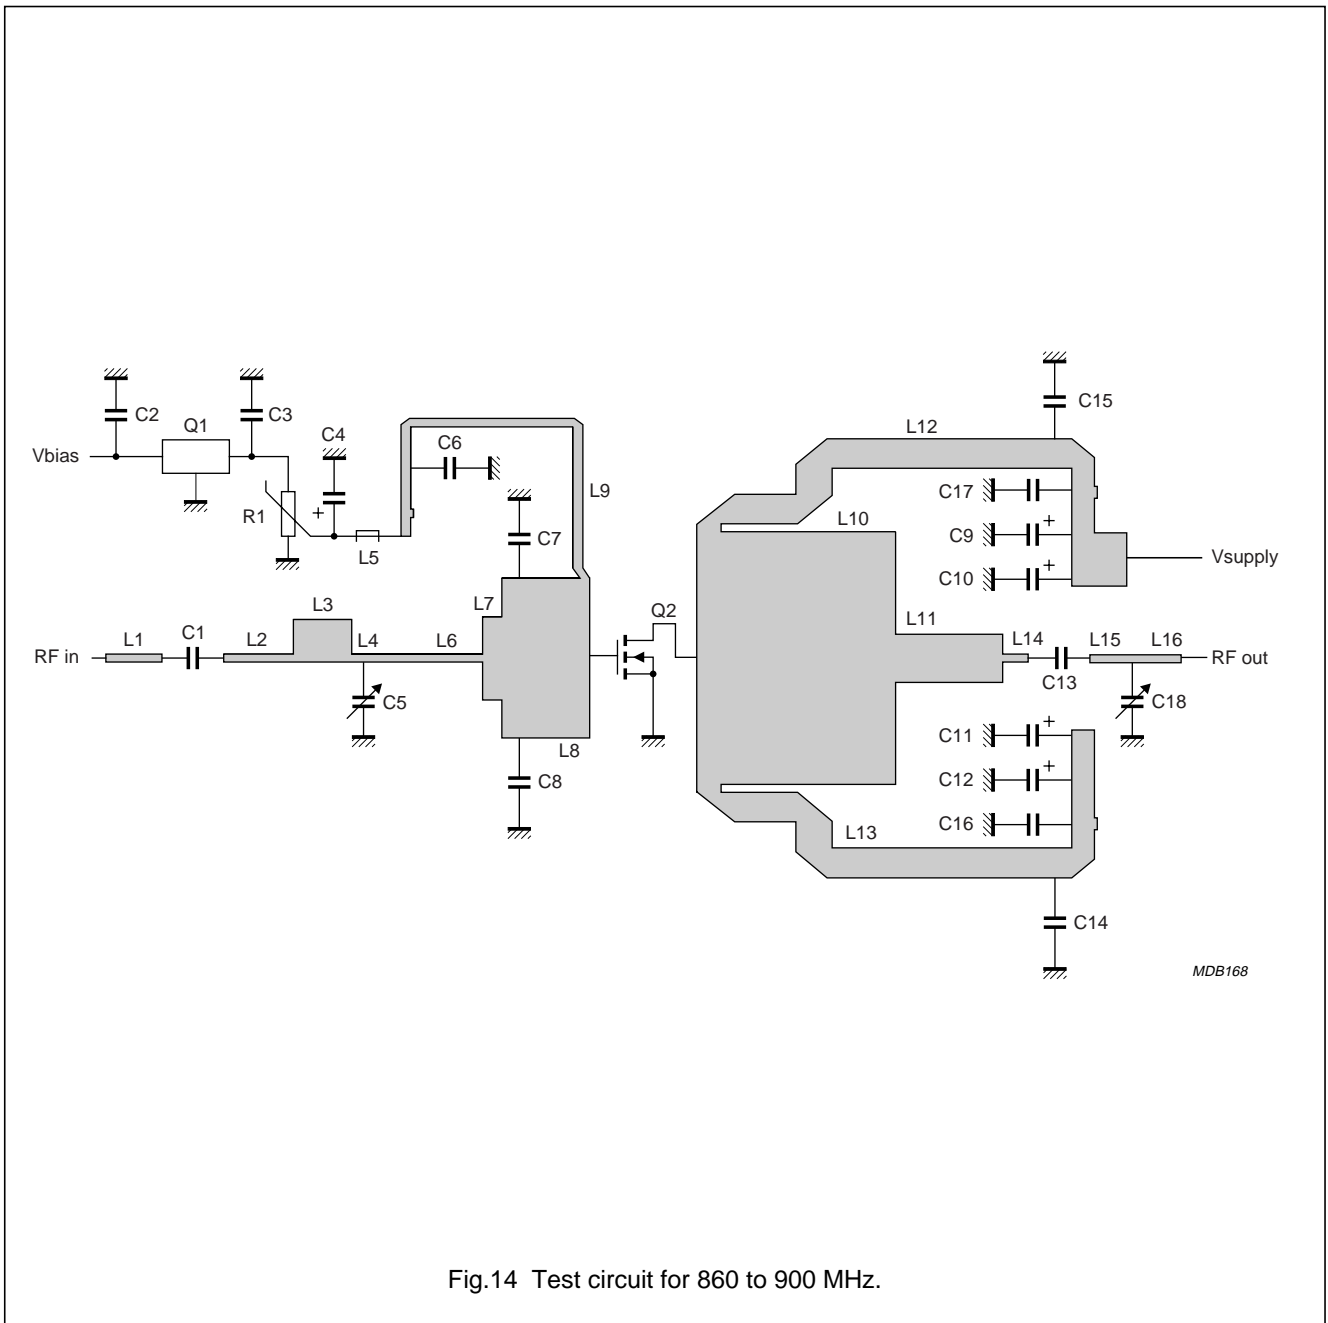 C15
L12
C2
C3
Q1
C4
C6
Vbias
C17
L9
R1
L10
C9
C7
L5
Vsupply
C10
L3
L7
Q2
L11
L1
C1
L2
L4
L6
L14
L15
L16
RF in
RF out
C13
C5
C18
C11
L8
C8
C12
C16
L13
C14
+
+
+
+
+
MDB168
Fig.14 Test circuit for 860 to 900 MHz.